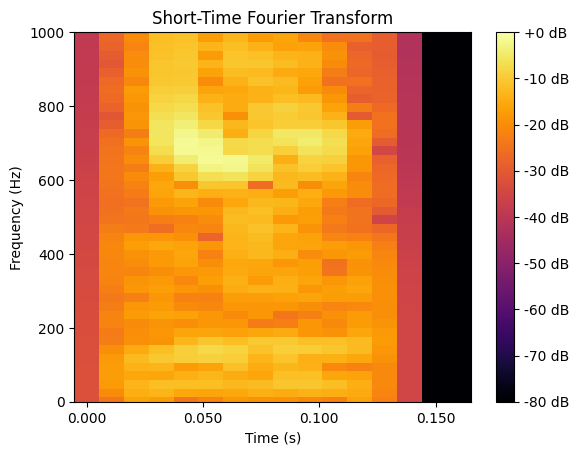 Short-Time Fourier Transform
1000
800
600
400
200
0
Frequency (Hz)
0.000
0.050
0.100
0.150
Time (s)
+0 dB
-10 dB
-20 dB
-30 dB
-40 dB
-50 dB
-60 dB
-70 dB
-80 dB